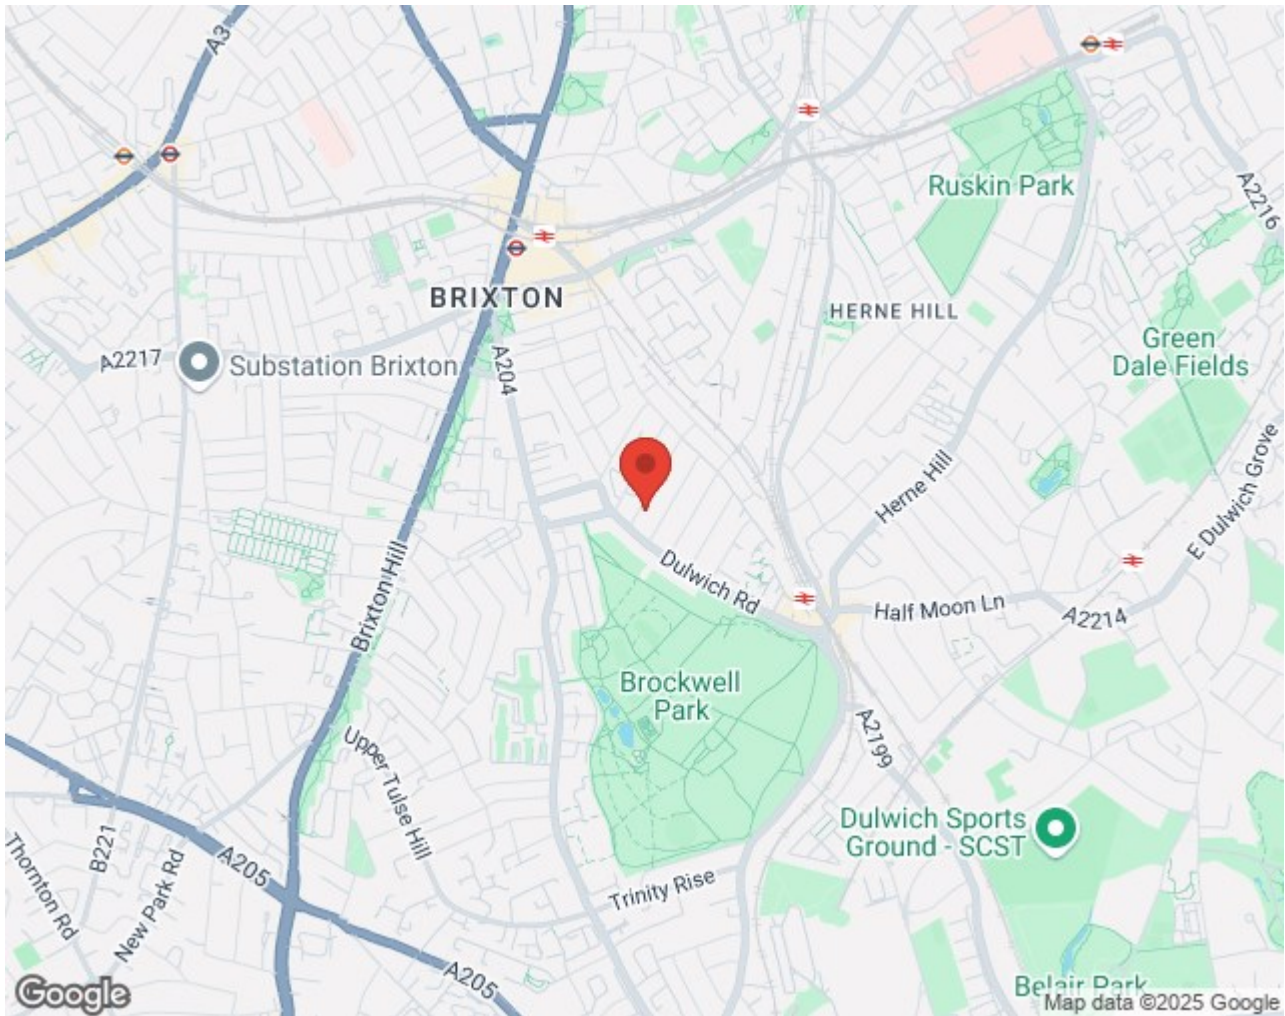 A3
Ruskin Park
A2216
BRIXTON
HERNE HILL
A2217
Substation Brixton
A204
Green
Dale Fields
Herne Hill
E Dulwich Grove
Brixton Hill
Dulwich Rd
Half Moon Ln
A2214
Brockwell
Park
A2199
Upper Tulse Hill
Dulwich Sports
Ground - SCST
B221
A205
Thornton Rd
New Park Rd
Trinity Rise
A205
Belair Park
Google
Map data ©2025 Google